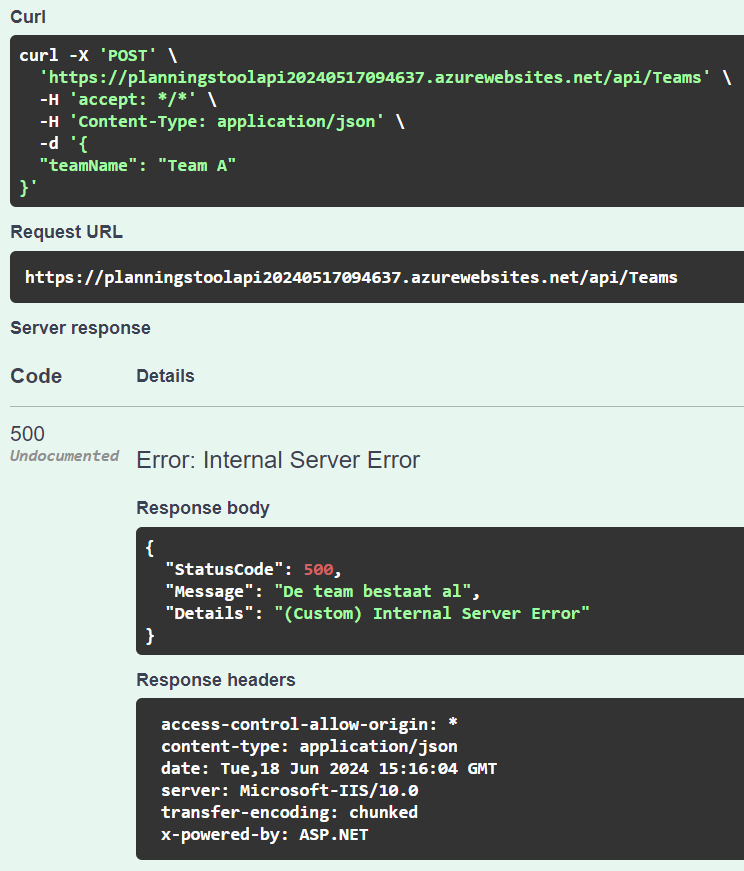 Curl
curl -X 'POST' \
  'https://planningstoolapi20240517094637.azurewebsites.net/api/Teams' \
  -H 'accept: */*' \
  -H 'Content-Type: application/json' \
  -d '{
  "teamName": "Team A"
}'
Request URL
https://planningstoolapi20240517094637.azurewebsites.net/api/Teams
Server response
Code Details
500
Undocumented
Error: Internal Server Error
Response body
{
  "StatusCode": 500,
  "Message": "De team bestaat al",
  "Details": "(Custom) Internal Server Error"
}
Response headers
access-control-allow-origin: *
content-type: application/json
date: Tue,18 Jun 2024 15:16:04 GMT
server: Microsoft-IIS/10.0
transfer-encoding: chunked
x-powered-by: ASP.NET